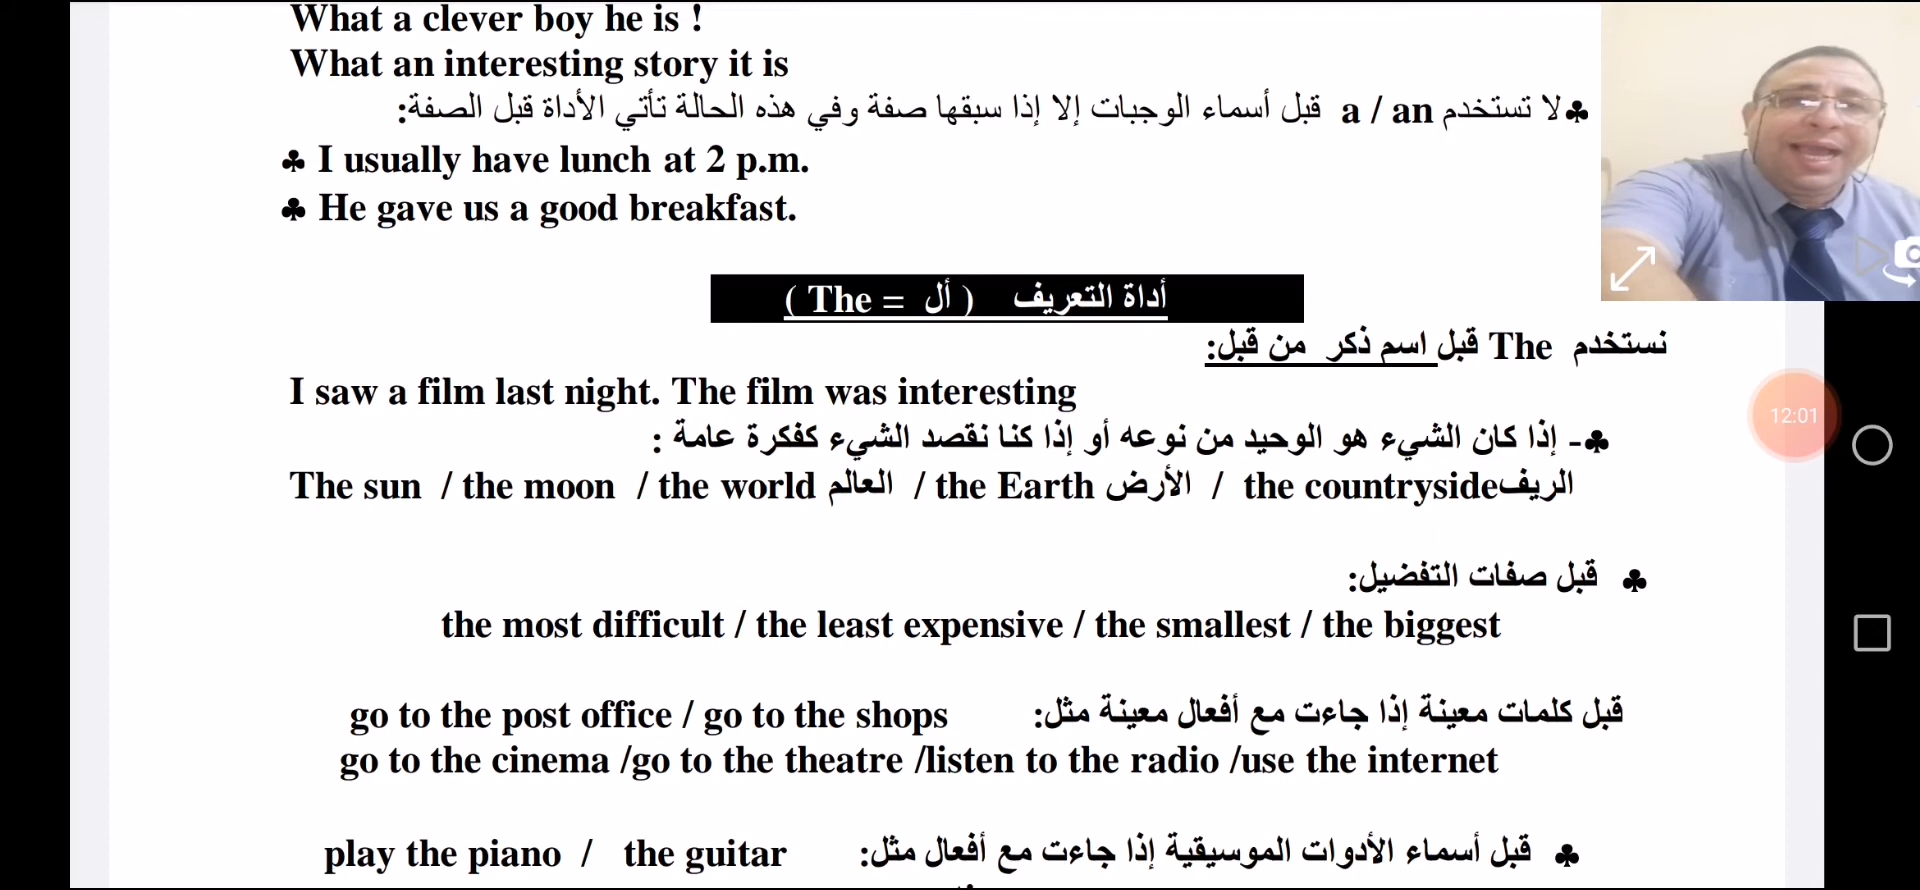 What a clever boy he is !
What an interesting story it is
♣لا تستخدم a / an قبل أسماء الوجبات إلا إذا سبقها صفة وفي هذه الحالة تأتي الأداة قبل الصفة:
♣ I usually have lunch at 2 p.m.
♣ He gave us a good breakfast.
أداة التعريف ( أل = The )
نستخدم The قبل اسم ذكر من قبل:
I saw a film last night. The film was interesting
12:01
♣- إذا كان الشيء هو الوحيد من نوعه أو إذا كنا نقصد الشيء كفكرة عامة :
The sun / the moon / the world العالم / the Earth الأرض / the countrysideالريف
♣ قبل صفات التفضيل:
the most difficult / the least expensive / the smallest / the biggest
قبل كلمات معينة إذا جاءت مع أفعال معينة مثل: go to the post office / go to the shops
go to the cinema /go to the theatre /listen to the radio /use the internet
♣ قبل أسماء الأدوات الموسيقية إذا جاءت مع أفعال مثل: play the piano / the guitar